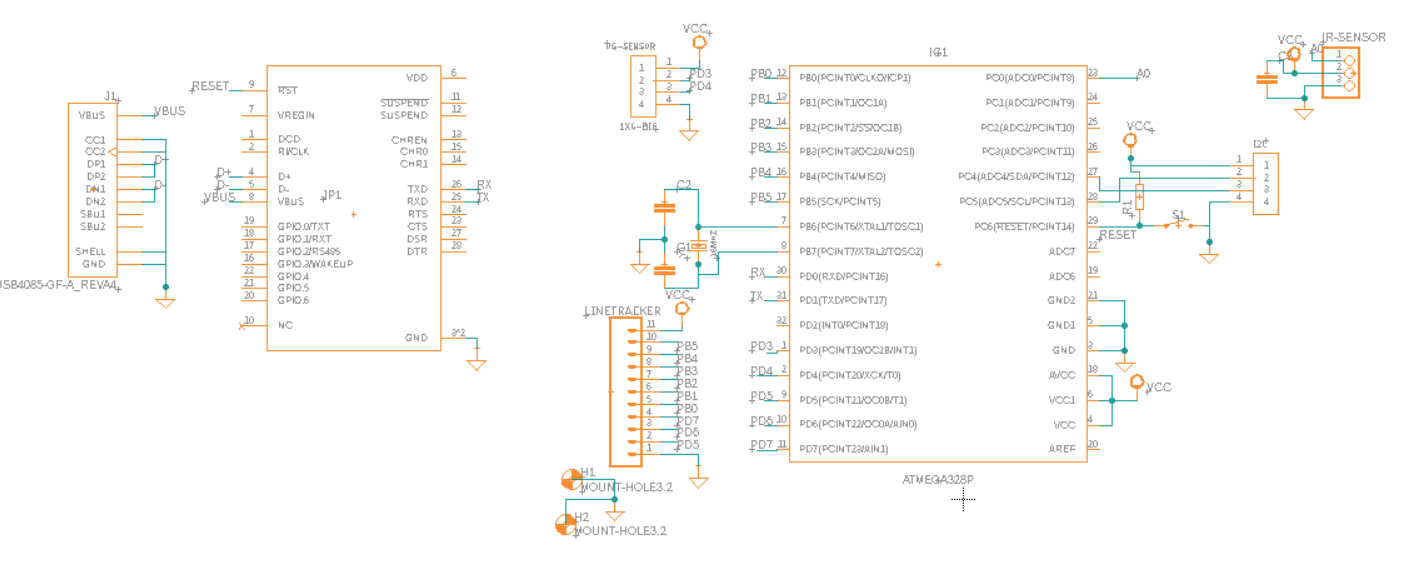 J1
VBUS
VBUS
CC1
CC2
DP1
DP2
DN1
DN2
SBU1
SBU2
SHELL
GND
D-
D-
USB4085-GF-A_REVA4
RESET
9
RST
7
VREGIN
1
DCD
2
RI/CLK
D+
4
D+
D-
5
D-
VBUS
8
VBUS
JP1
19
GPIO.0/TXT
18
GPIO.1/RXT
17
GPIO.2/RS485
16
GPIO.3/WAKEUP
22
GPIO.4
21
GPIO.5
20
GPIO.6
10
NC
VDD
6
SUSPEND
11
SUSPEND
12
CHREN
13
CHR0
15
CHR1
14
TXD
26
RX
RXD
25
TX
RTS
24
CTS
23
DSR
27
DTR
28
GND
VCC
DS-SENSOR
1
2
3
4
1
2
3
4
PD3
PD4
C2
VCC
LINETRACKER
11
10
9
8
7
6
5
4
3
2
1
PB5
PB4
PB3
PB2
PB1
PB0
PD7
PD6
PD5
H1
MOUNT-HOLE3.2
H2
MOUNT-HOLE3.2
IC1
PB0
12
PB0(PCINT0/CLKO/ICP1)
PB1
13
PB1(PCINT1/OC1A)
PB2
14
PB2(PCINT2/SS/OC1B)
PB3
15
PB3(PCINT3/OC2A/MOSI)
PB4
16
PB4(PCINT4/MISO)
PB5
17
PB5(SCK/PCINT5)
7
PB6(PCINT6/XTAL1/TOSC1)
8
PB7(PCINT7/XTAL2/TOSC2)
RX
30
PD0(RXD/PCINT16)
TX
31
PD1(TXD/PCINT17)
32
PD2(INT0/PCINT18)
PD3
1
PD3(PCINT19/OC2B/INT1)
PD4
2
PD4(PCINT20/XCK/T0)
PD5
9
PD5(PCINT21/OC0B/T1)
PD6
10
PD6(PCINT22/OC0A/AIN0)
PD7
11
PD7(PCINT23/AIN1)
PC0(ADC0/PCINT8)
23
A0
PC1(ADC1/PCINT9)
24
PC2(ADC2/PCINT10)
25
PC3(ADC3/PCINT11)
26
PC4(ADC4/SDA/PCINT12)
27
PC5(ADC5/SCL/PCINT13)
28
PC6(RESET/PCINT14)
29
RESET
ADC7
22
ADC6
19
GND2
21
GND1
5
GND
3
AVCC
18
VCC1
6
VCC
4
AREF
20
ATMEGA328P
VCC
R1
S1
VCC
1
2
3
4
1
2
3
4
VCC
A0
IR-SENSOR
1
2
3